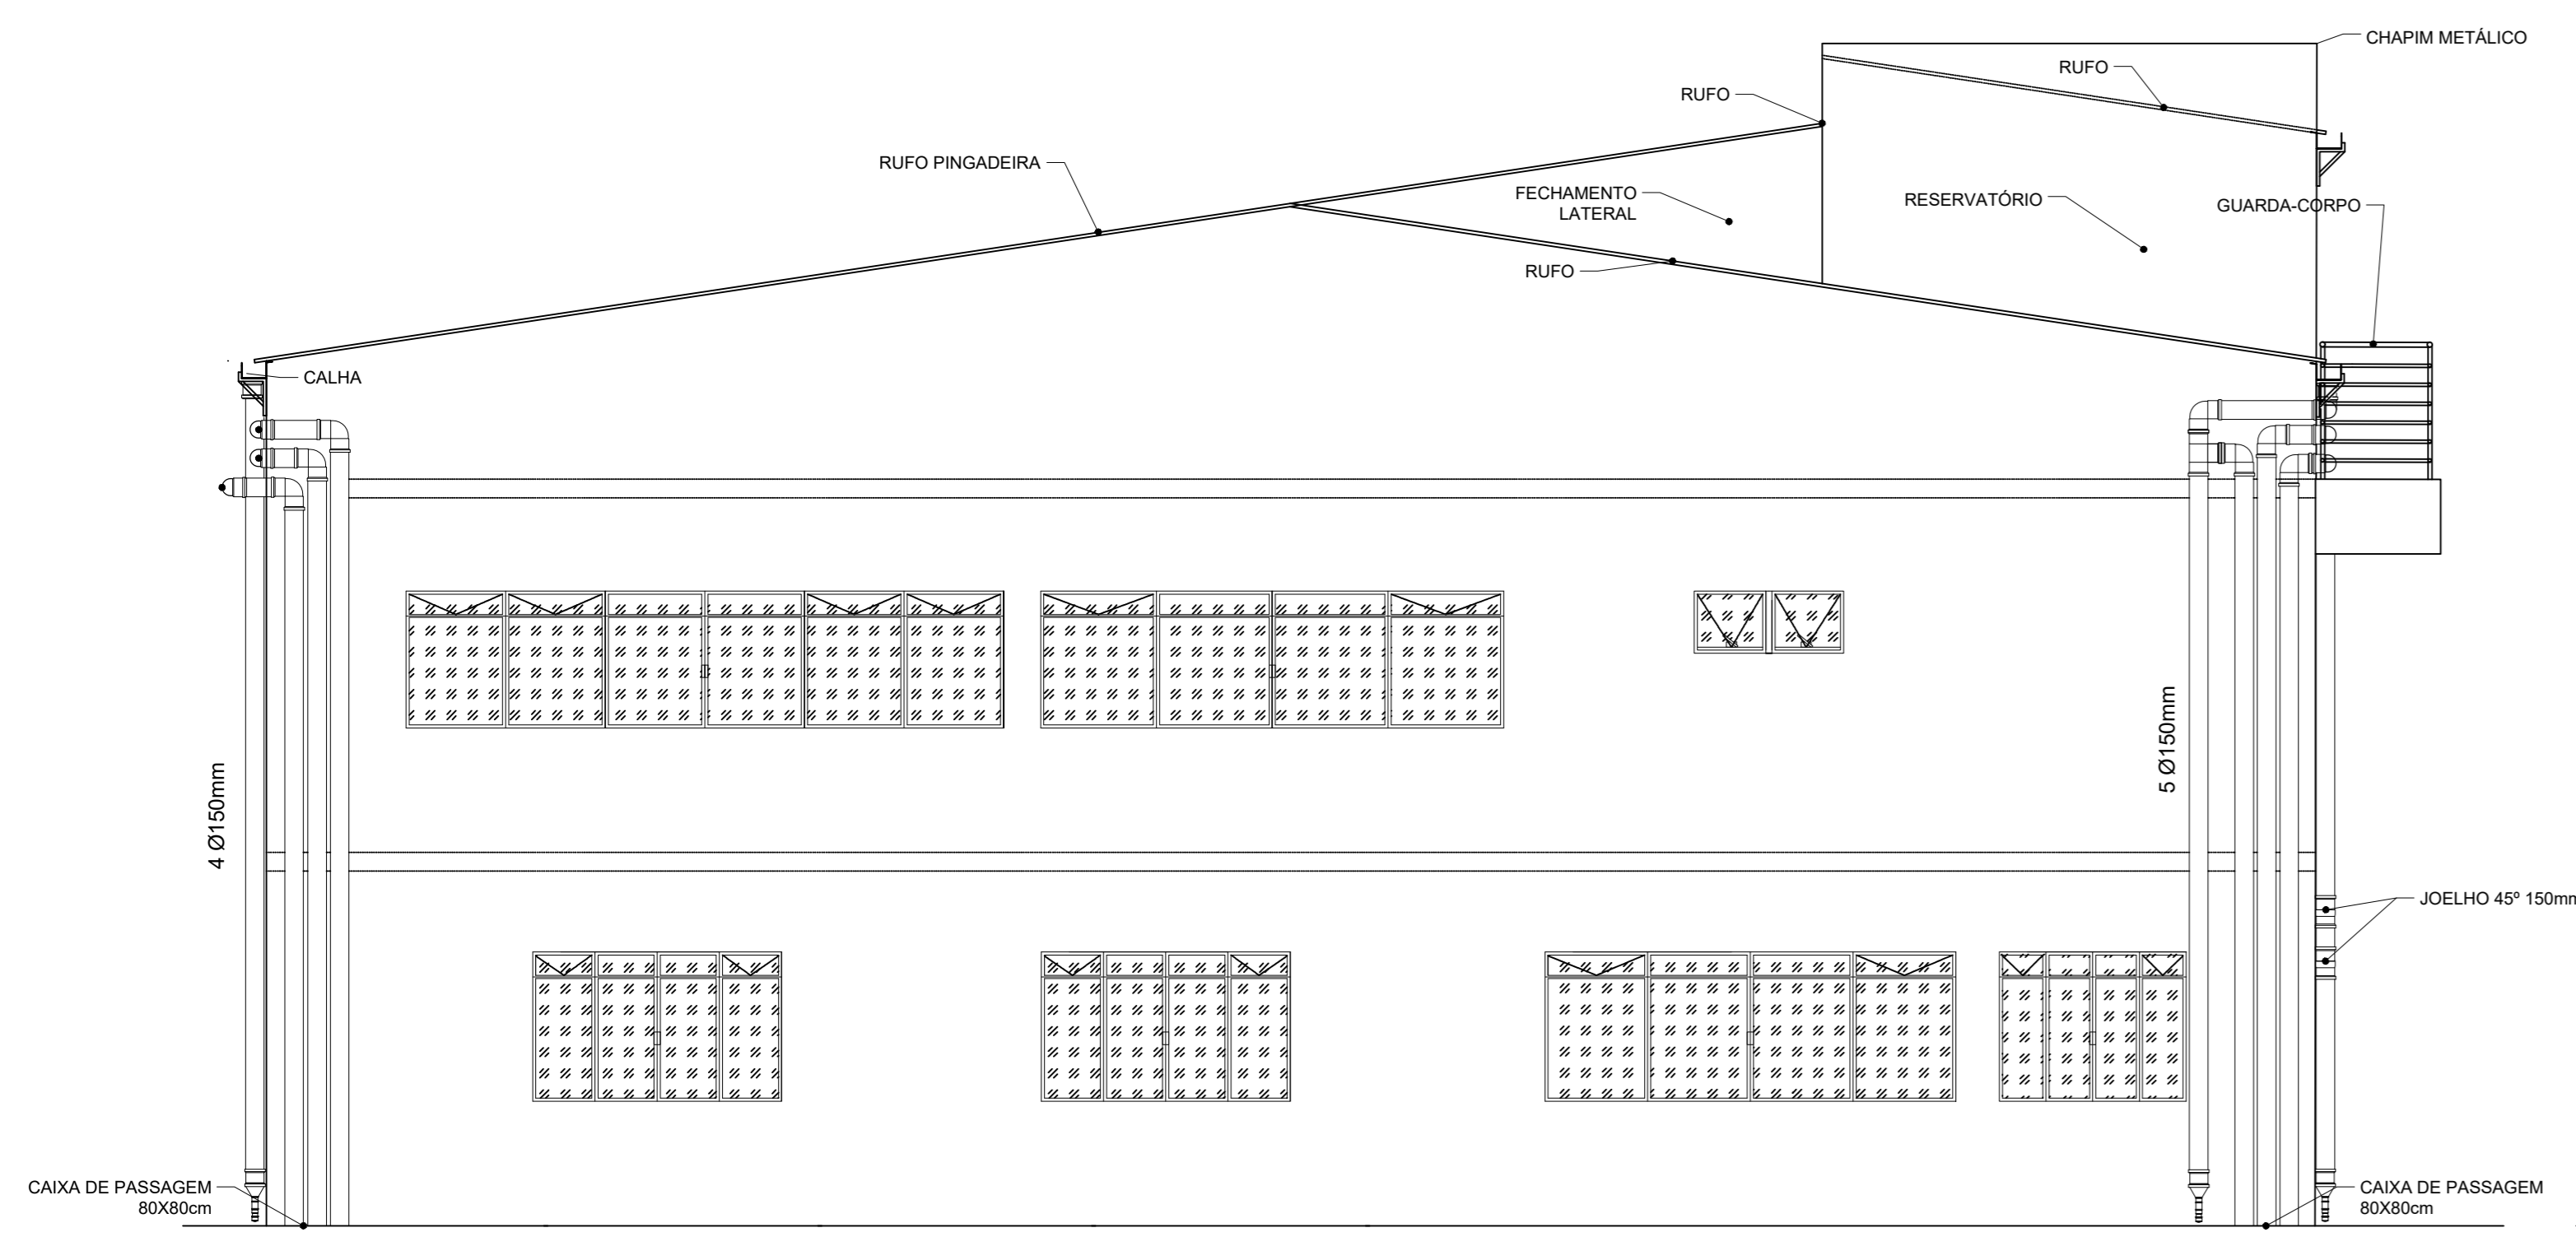 CHAPIM METÁLICO
RUFO
RUFO
RUFO PINGADEIRA
FECHAMENTO
LATERAL
RESERVATÓRIO
GUARDA-CORPO
RUFO
CALHA
4 Ø150mm
5 Ø150mm
JOELHO 45º 150mm
CAIXA DE PASSAGEM
80X80cm
CAIXA DE PASSAGEM
80X80cm